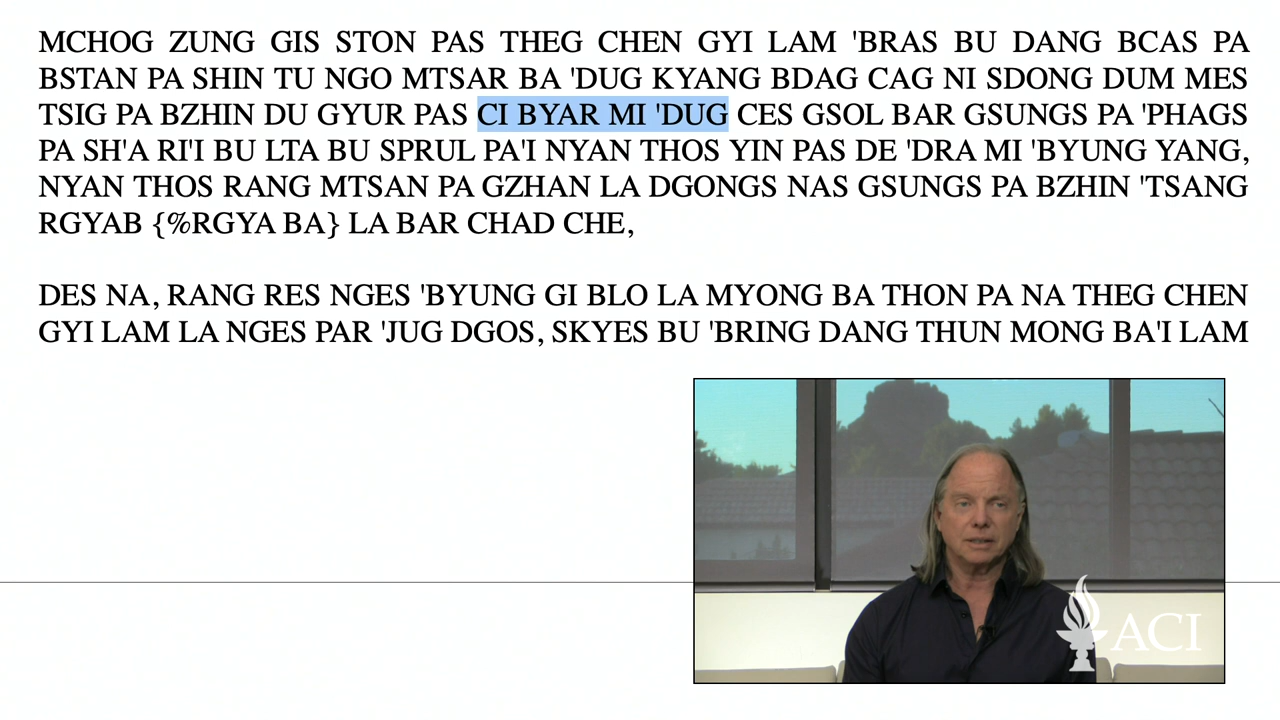 MCHOG ZUNG GIS STON PAS THEG CHEN GYI LAM 'BRAS BU DANG BCAS PA
BSTAN PA SHIN TU NGO MTSAR BA 'DUG KYANG BDAG CAG NI SDONG DUM MES
TSIG PA BZHIN DU GYUR PAS CI BYAR MI 'DUG CES GSOL BAR GSUNGS PA 'PHAGS
PA SH'A RI'I BU LTA BU SPRUL PA'I NYAN THOS YIN PAS DE 'DRA MI 'BYUNG YANG,
NYAN THOS RANG MTSAN PA GZHAN LA DGONGS NAS GSUNGS PA BZHIN 'TSANG
RGYAB {%RGYA BA} LA BAR CHAD CHE,
DES NA, RANG RES NGES 'BYUNG GI BLO LA MYONG BA THON PA NA THEG CHEN
GYI LAM LA NGES PAR 'JUG DGOS, SKYES BU 'BRING DANG THUN MONG BA'I LAM
ACI